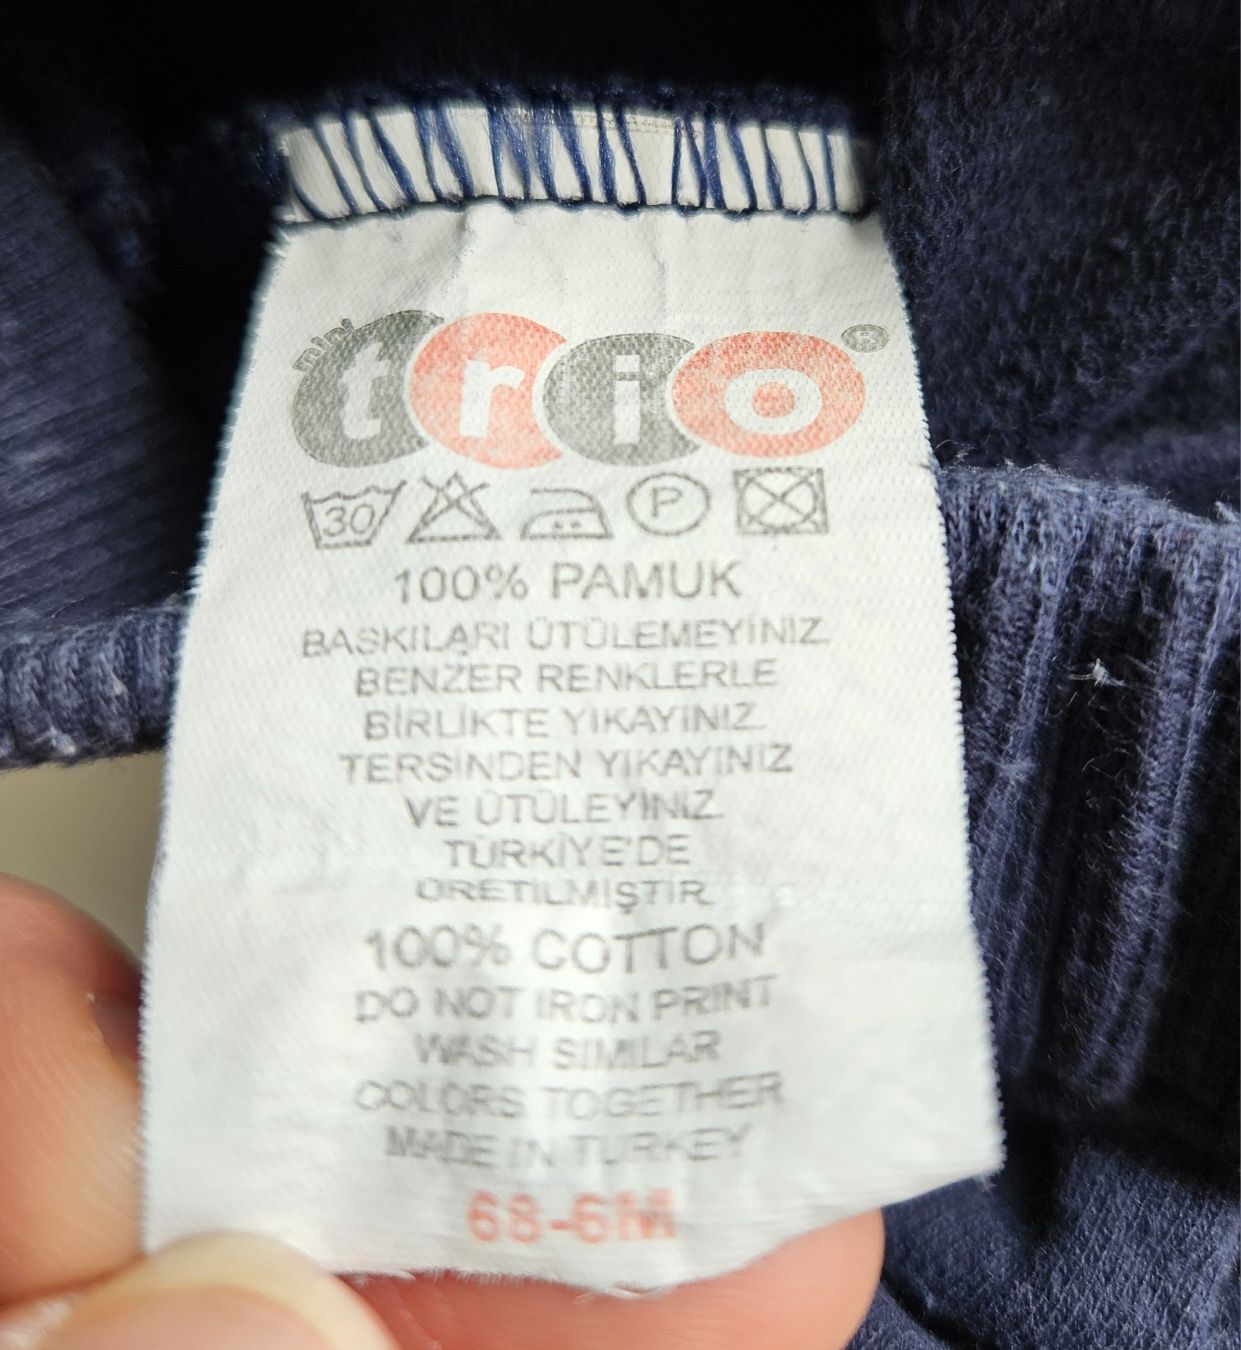 mini trio ®
30 P
100% PAMUK
BASKILARI ÜTÜLEMEYİNİZ.
BENZER RENKLERLE
BİRLİKTE YIKAYINIZ.
TERSİNDEN YIKAYINIZ
VE ÜTÜLEYİNİZ.
TÜRKİYE'DE
ÜRETİLMİŞTİR.
100% COTTON
DO NOT IRON PRINT
WASH SIMILAR
COLORS TOGETHER
MADE IN TURKEY
68-6M